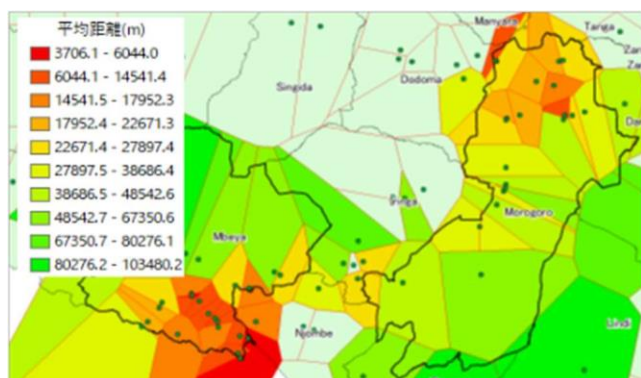 平均距離(m)
3706.1 - 6044.0
6044.1 - 14541.4
14541.5 - 17952.3
17952.4 - 22671.3
22671.4 - 27897.4
27897.5 - 38686.4
38686.5 - 48542.6
48542.7 - 67350.6
67350.7 - 80276.1
80276.2 - 103480.2
Manyara
Tanga
Singida
Dodoma
Iringa
Morogoro
Mbeya
Njombe
Lindi